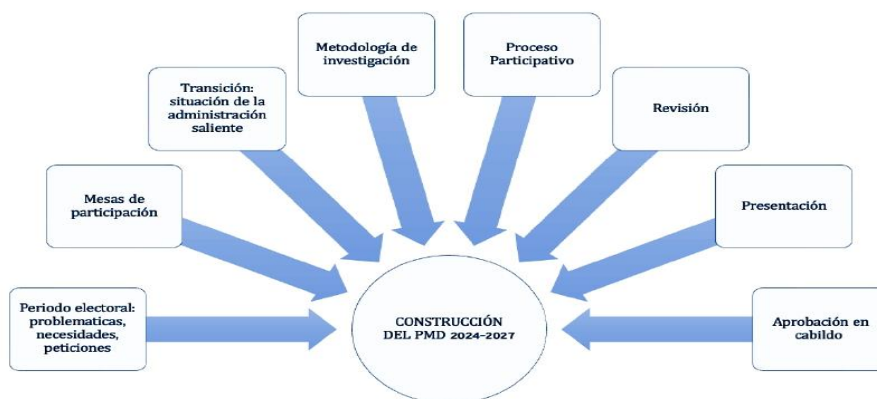 Periodo electoral:
problematicas,
necesidades,
peticiones
Mesas de
participación
Transición:
situación de la
administración
saliente
Metodología de
investigación
Proceso
Participativo
Revisión
Presentación
Aprobación en
cabildo
CONSTRUCCIÓN
DEL PMD 2024-2027